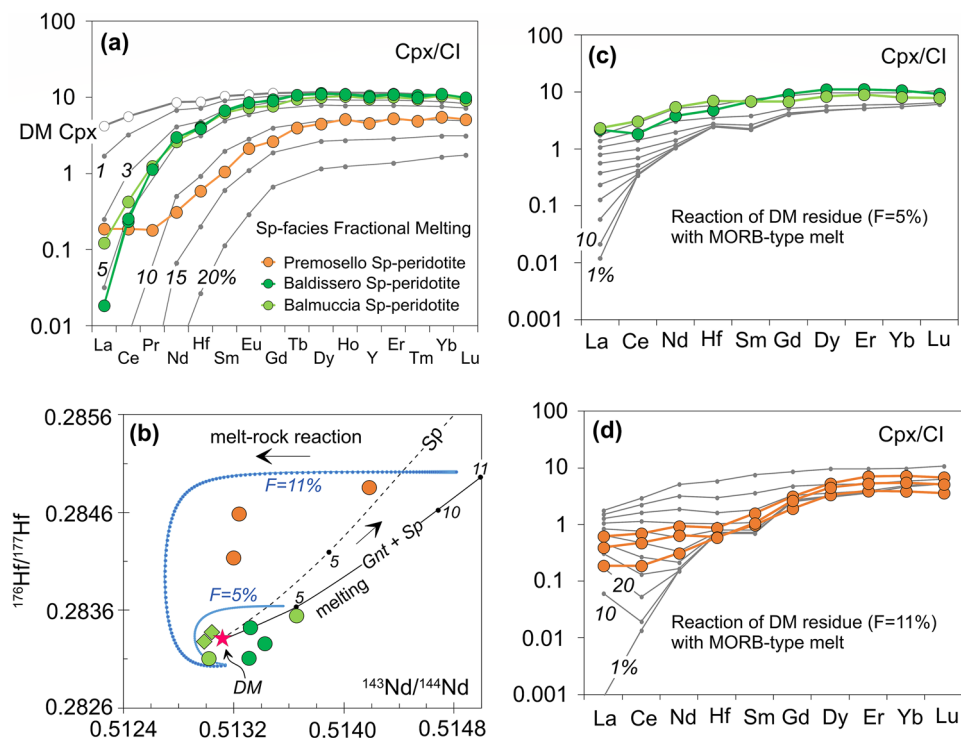 (a)
Cpx/CI
100
10
1
0.1
0.01
DM Cpx
1
3
5
10
15
20%
Sp-facies Fractional Melting
Premosello Sp-peridotite
Baldissero Sp-peridotite
Balmuccia Sp-peridotite
La Ce Pr Nd Hf Sm Eu Gd Tb Dy Ho Y Er Tm Yb Lu
(c)
Cpx/CI
100
10
1
0.1
0.01
0.001
10
1%
Reaction of DM residue (F=5%)
with MORB-type melt
La Ce Nd Hf Sm Gd Dy Er Yb Lu
(b)
melt-rock reaction
Sp
F=11%
11
10
5
Gnt + Sp
melting
5
F=5%
DM
0.2856
0.2846
0.2836
0.2826
¹⁷⁶Hf/¹⁷⁷Hf
¹⁴³Nd/¹⁴⁴Nd
0.5124 0.5132 0.5140 0.5148
(d)
Cpx/CI
100
10
1
0.1
0.01
0.001
20
10
1%
Reaction of DM residue (F=11%)
with MORB-type melt
La Ce Nd Hf Sm Gd Dy Er Yb Lu